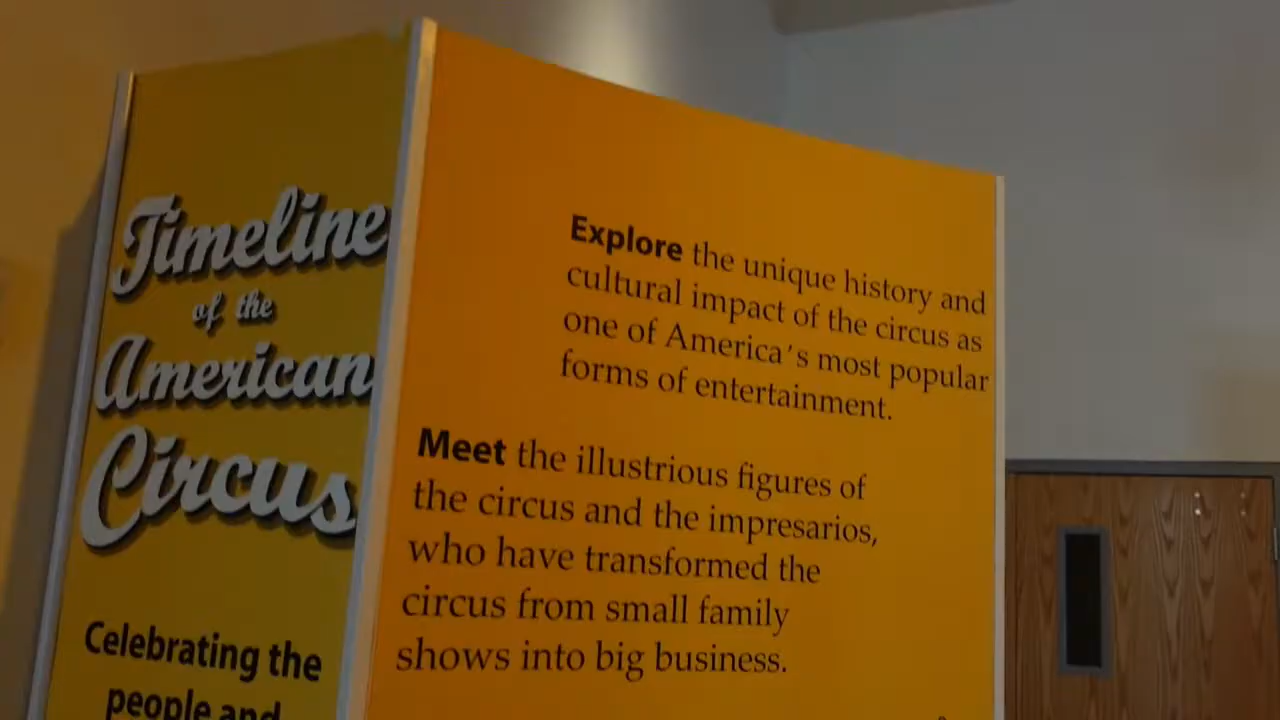 Timeline
of the
American
Circus
Celebrating the
people and
Explore the unique history and
cultural impact of the circus as
one of America's most popular
forms of entertainment.
Meet the illustrious figures of
the circus and the impresarios,
who have transformed the
circus from small family
shows into big business.